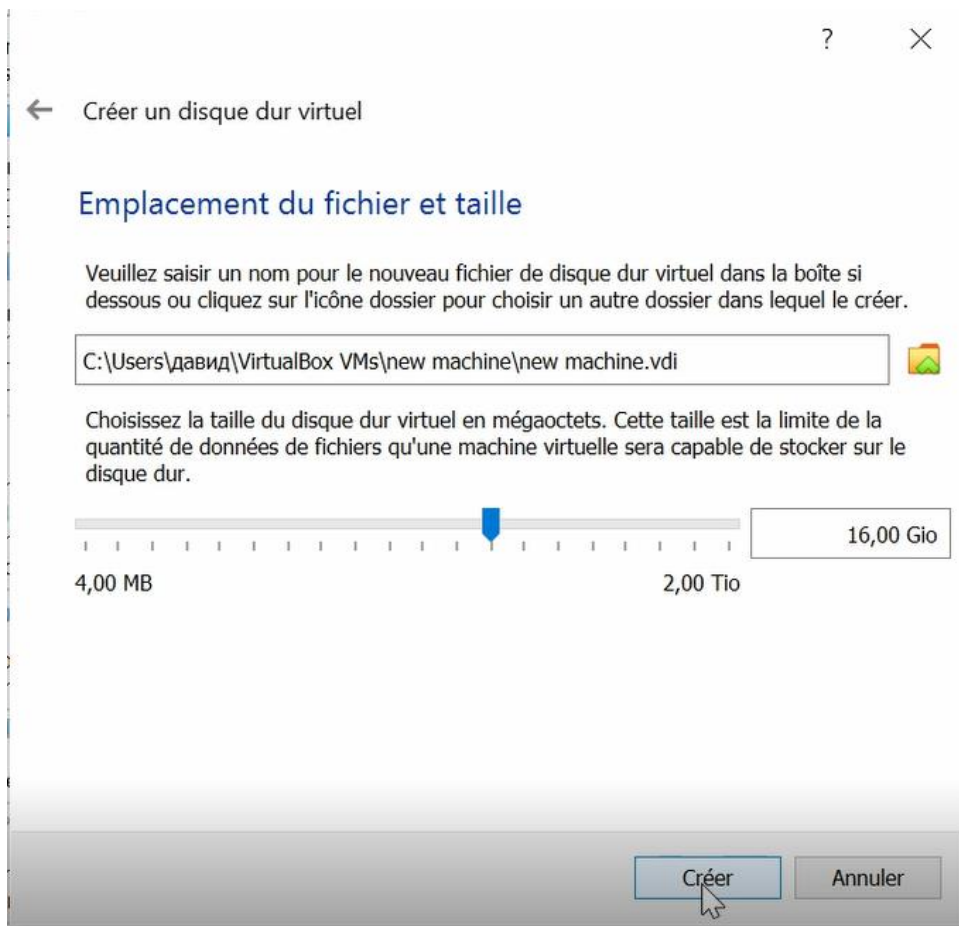 ?
Créer un disque dur virtuel
Emplacement du fichier et taille
Veuillez saisir un nom pour le nouveau fichier de disque dur virtuel dans la boîte si
dessous ou cliquez sur l'icône dossier pour choisir un autre dossier dans lequel le créer.
C:\Users\давид\VirtualBox VMs\new machine\new machine.vdi
Choisissez la taille du disque dur virtuel en mégaoctets. Cette taille est la limite de la
quantité de données de fichiers qu'une machine virtuelle sera capable de stocker sur le
disque dur.
16,00 Gio
4,00 MB 2,00 Tio
Créer Annuler